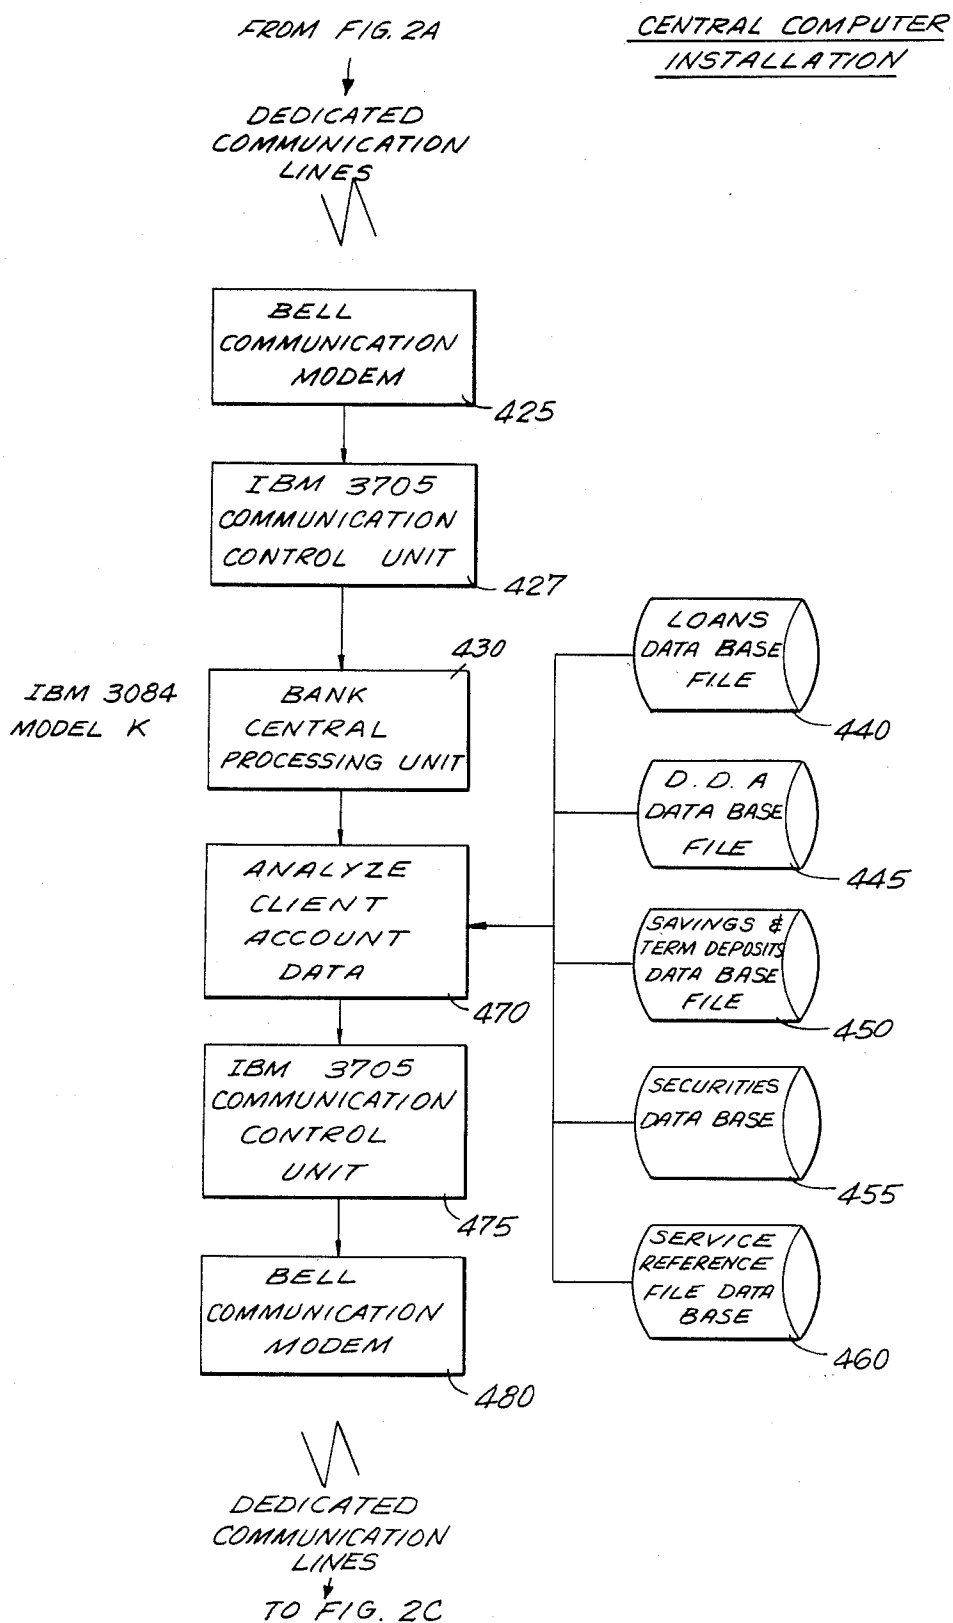 FROM FIG. 2A
CENTRAL COMPUTER
INSTALLATION
DEDICATED
COMMUNICATION
LINES
BELL
COMMUNICATION
MODEM
425
IBM 3705
COMMUNICATION
CONTROL UNIT
427
430
IBM 3084
MODEL K
BANK
CENTRAL
PROCESSING UNIT
LOANS
DATA BASE
FILE
440
D.D.A
DATA BASE
FILE
445
ANALYZE
CLIENT
ACCOUNT
DATA
470
SAVINGS &
TERM DEPOSITS
DATA BASE
FILE
450
IBM 3705
COMMUNICATION
CONTROL
UNIT
475
SECURITIES
DATA BASE
455
BELL
COMMUNICATION
MODEM
480
SERVICE
REFERENCE
FILE DATA
BASE
460
DEDICATED
COMMUNICATION
LINES
TO FIG. 2C